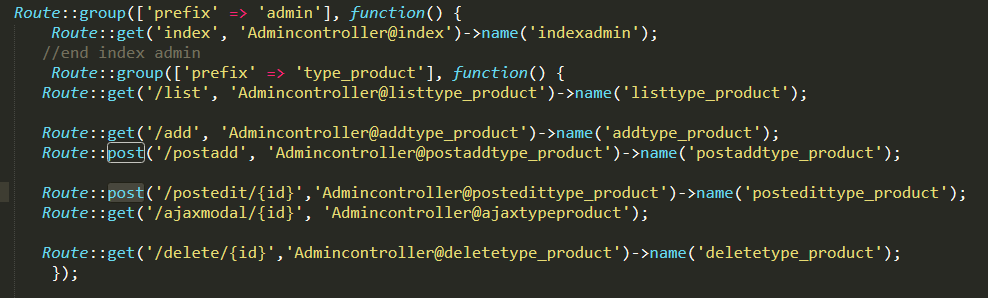 Route::group(['prefix' => 'admin'], function() {
Route::get('index', 'Admincontroller@index')->name('indexadmin');
//end index admin
Route::group(['prefix' => 'type_product'], function() {
Route::get('/list', 'Admincontroller@listtype_product')->name('listtype_product');
Route::get('/add', 'Admincontroller@addtype_product')->name('addtype_product');
Route::post('/postadd', 'Admincontroller@postaddtype_product')->name('postaddtype_product');
Route::post('/postedit/{id}','Admincontroller@postedittype_product')->name('postedittype_product');
Route::get('/ajaxmodal/{id}', 'Admincontroller@ajaxtypeproduct');
Route::get('/delete/{id}','Admincontroller@deletetype_product')->name('deletetype_product');
});